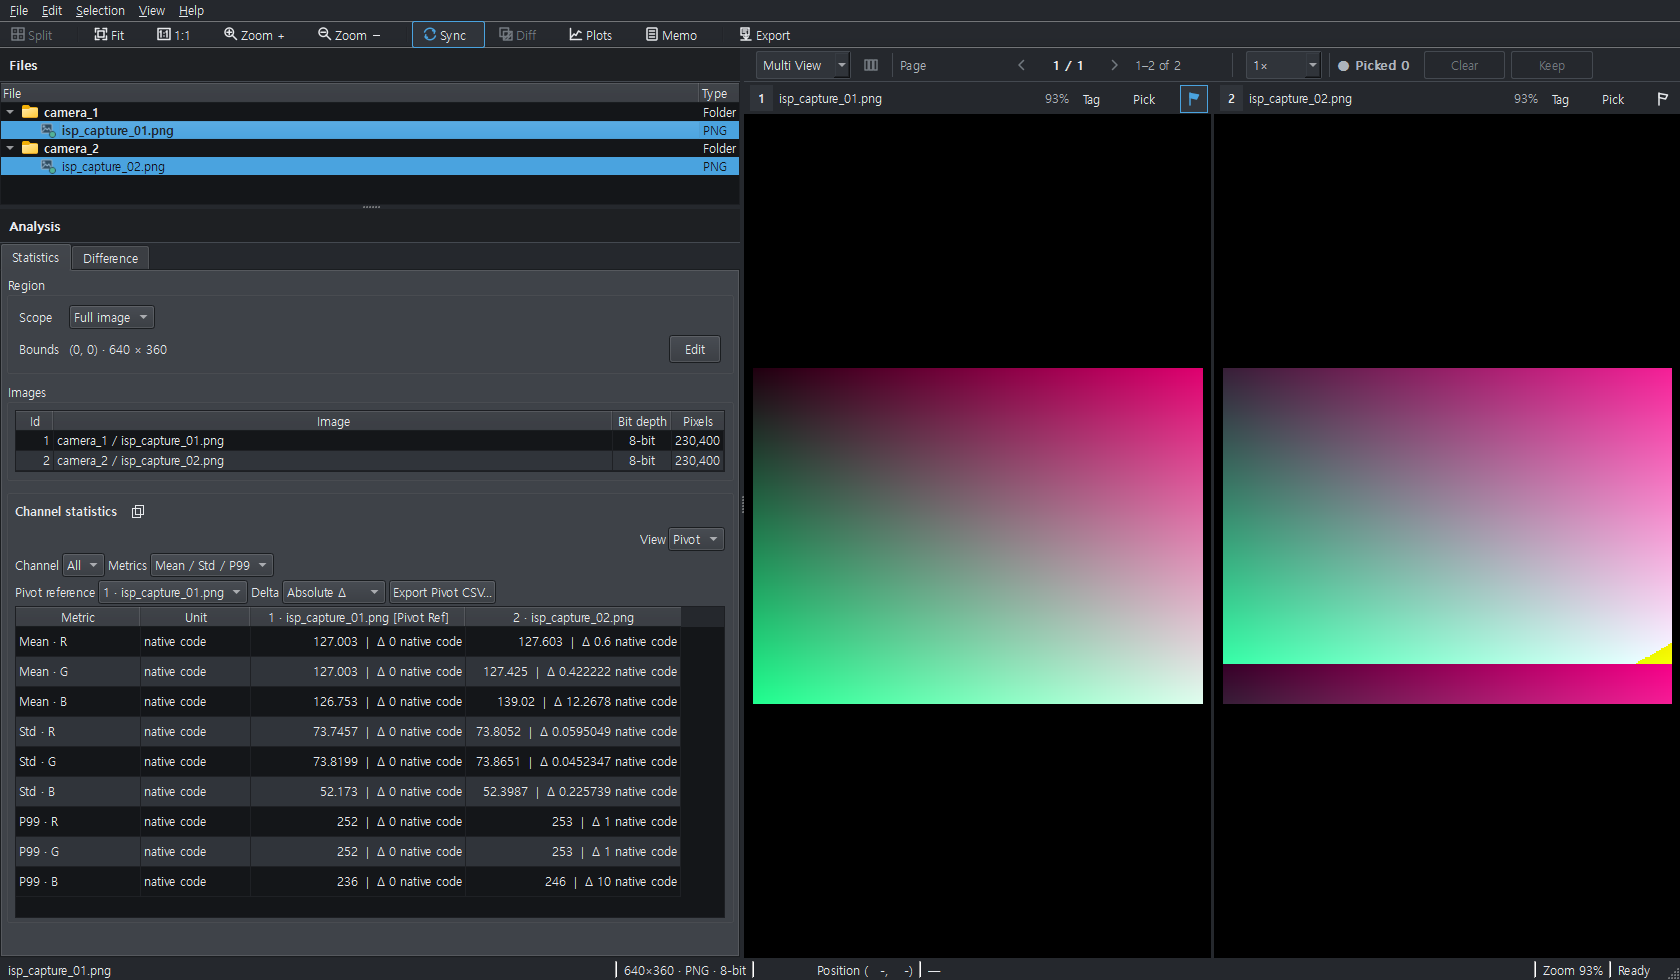 File Edit Selection View Help
Split Fit 1:1 Zoom + Zoom − Sync Diff Plots Memo Export
Files
File Type
camera_1 Folder
isp_capture_01.png PNG
camera_2 Folder
isp_capture_02.png PNG
Analysis
Statistics Difference
Region
Scope Full image
Bounds (0, 0) · 640 × 360 Edit
Images
Id Image Bit depth Pixels
1 camera_1 / isp_capture_01.png 8-bit 230,400
2 camera_2 / isp_capture_02.png 8-bit 230,400
Channel statistics
View Pivot
Channel All Metrics Mean / Std / P99
Pivot reference 1 · isp_capture_01.png Delta Absolute Δ Export Pivot CSV...
Metric Unit 1 · isp_capture_01.png [Pivot Ref] 2 · isp_capture_02.png
Mean · R native code 127.003 | Δ 0 native code 127.603 | Δ 0.6 native code
Mean · G native code 127.003 | Δ 0 native code 127.425 | Δ 0.422222 native code
Mean · B native code 126.753 | Δ 0 native code 139.02 | Δ 12.2678 native code
Std · R native code 73.7457 | Δ 0 native code 73.8052 | Δ 0.0595049 native code
Std · G native code 73.8199 | Δ 0 native code 73.8651 | Δ 0.0452347 native code
Std · B native code 52.173 | Δ 0 native code 52.3987 | Δ 0.225739 native code
P99 · R native code 252 | Δ 0 native code 253 | Δ 1 native code
P99 · G native code 252 | Δ 0 native code 253 | Δ 1 native code
P99 · B native code 236 | Δ 0 native code 246 | Δ 10 native code
Multi View Page 1 / 1 1–2 of 2 1× Picked 0 Clear Keep
1 isp_capture_01.png 93% Tag Pick
2 isp_capture_02.png 93% Tag Pick
isp_capture_01.png 640×360 · PNG · 8-bit Position ( -, -) — Zoom 93% Ready